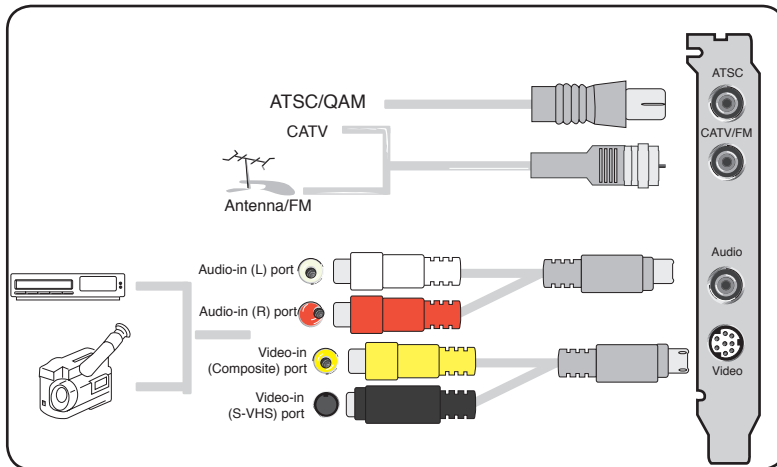 ATSC
ATSC/QAM
CATV
CATV/FM
Antenna/FM
Audio-in (L) port
Audio
Audio-in (R) port
Video-in
(Composite) port
Video
Video-in
(S-VHS) port